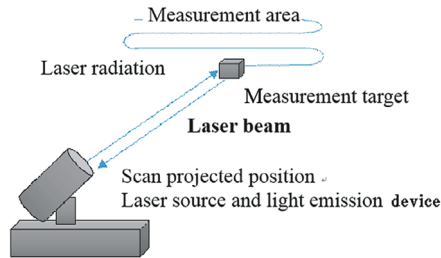 Measurement area
Laser radiation
Measurement target
Laser beam
Scan projected position
Laser source and light emission device